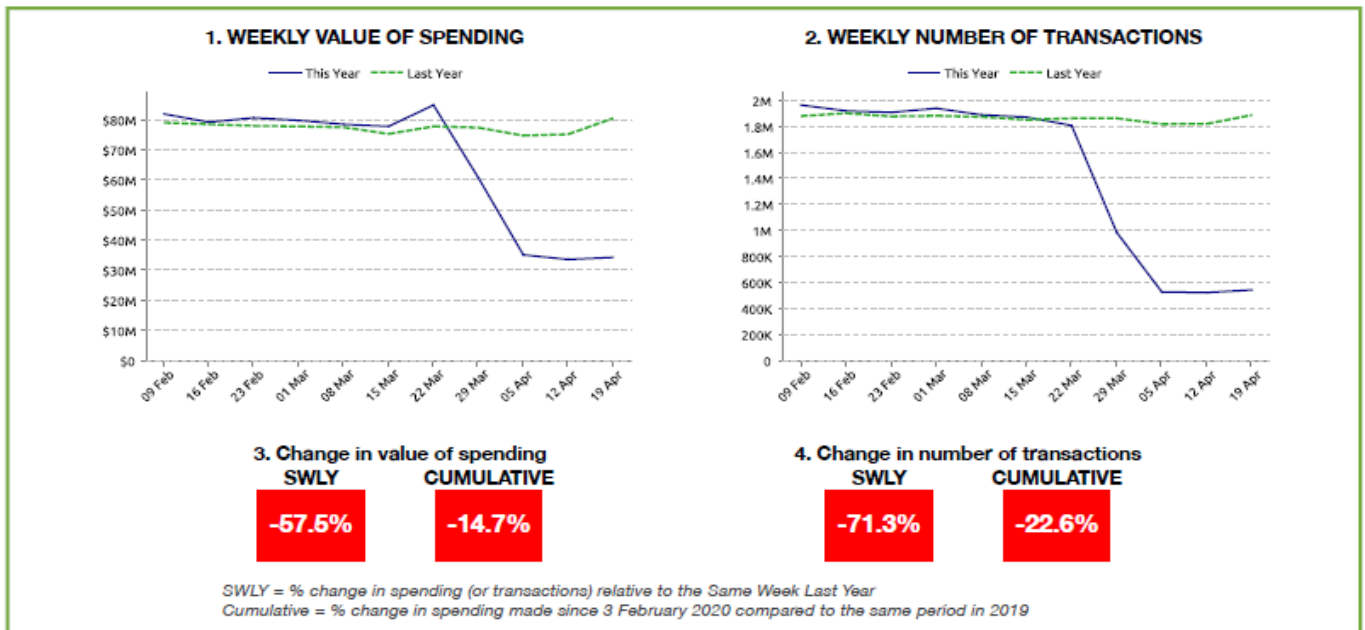 1. WEEKLY VALUE OF SPENDING
This Year Last Year
$80M
$70M
$60M
$50M
$40M
$30M
$20M
$10M
$0
09 Feb 16 Feb 23 Feb 01 Mar 08 Mar 15 Mar 22 Mar 29 Mar 05 Apr 12 Apr 19 Apr
2. WEEKLY NUMBER OF TRANSACTIONS
This Year Last Year
2M
1.8M
1.6M
1.4M
1.2M
1M
800K
600K
400K
200K
0
09 Feb 16 Feb 23 Feb 01 Mar 08 Mar 15 Mar 22 Mar 29 Mar 05 Apr 12 Apr 19 Apr
3. Change in value of spending
SWLY CUMULATIVE
-57.5% -14.7%
4. Change in number of transactions
SWLY CUMULATIVE
-71.3% -22.6%
SWLY = % change in spending (or transactions) relative to the Same Week Last Year
Cumulative = % change in spending made since 3 February 2020 compared to the same period in 2019